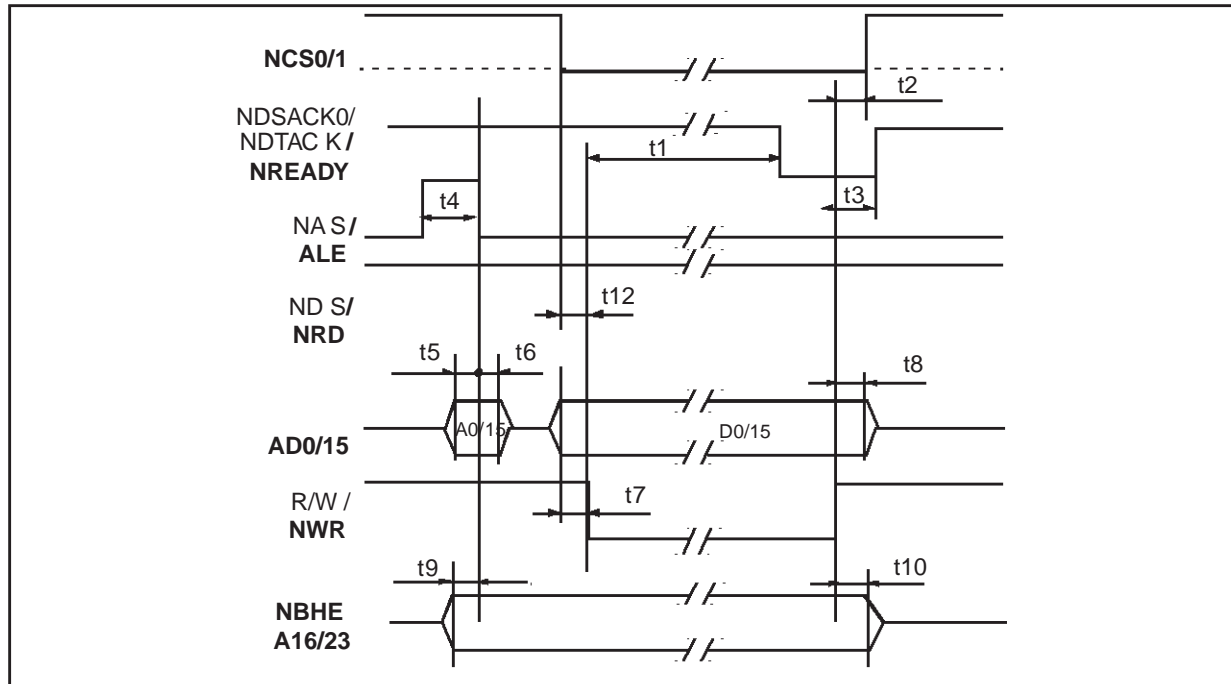 NCS0/1
t2
NDSACK0/
NDTAC K /
NREADY
t1
t3
t4
NA S/
ALE
t12
ND S/
NRD
t5
t6
t8
A0/15
D0/15
AD0/15
R/W /
NWR
t7
t9
t10
NBHE
A16/23